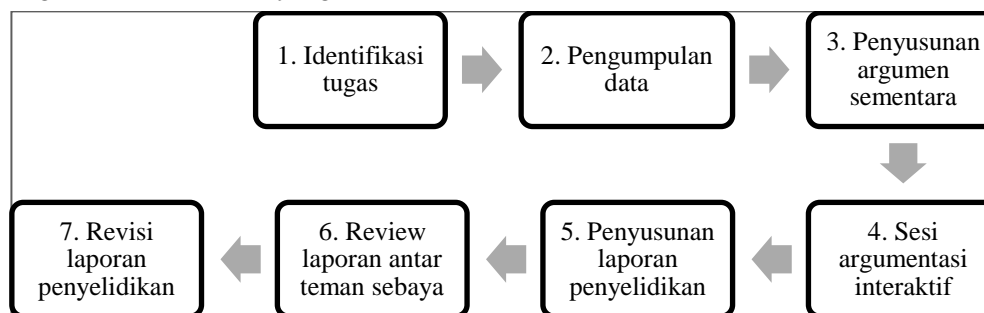 1. Identifikasi
tugas
2. Pengumpulan
data
3. Penyusunan
argumen
sementara
4. Sesi
argumentasi
interaktif
5. Penyusunan
laporan
penyelidikan
6. Review
laporan antar
teman sebaya
7. Revisi
laporan
penyelidikan